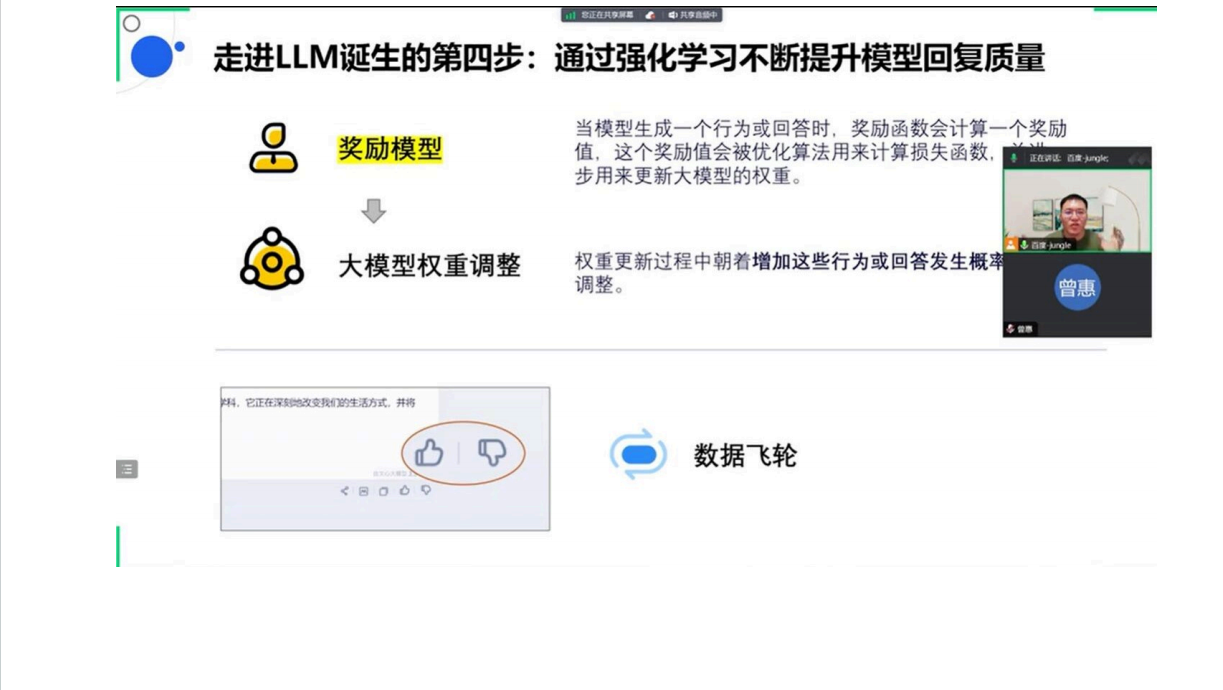 您正在共享屏幕 共享音频中
走进LLM诞生的第四步：通过强化学习不断提升模型回复质量
奖励模型
当模型生成一个行为或回答时，奖励函数会计算一个奖励
值，这个奖励值会被优化算法用来计算损失函数，
步用来更新大模型的权重。
正在讲话: 百度-jungle;
百度-jungle
曾惠
曾惠
大模型权重调整
权重更新过程中朝着增加这些行为或回答发生概率
调整。
学科，它正在深刻地改变我们的生活方式，并将
数据飞轮